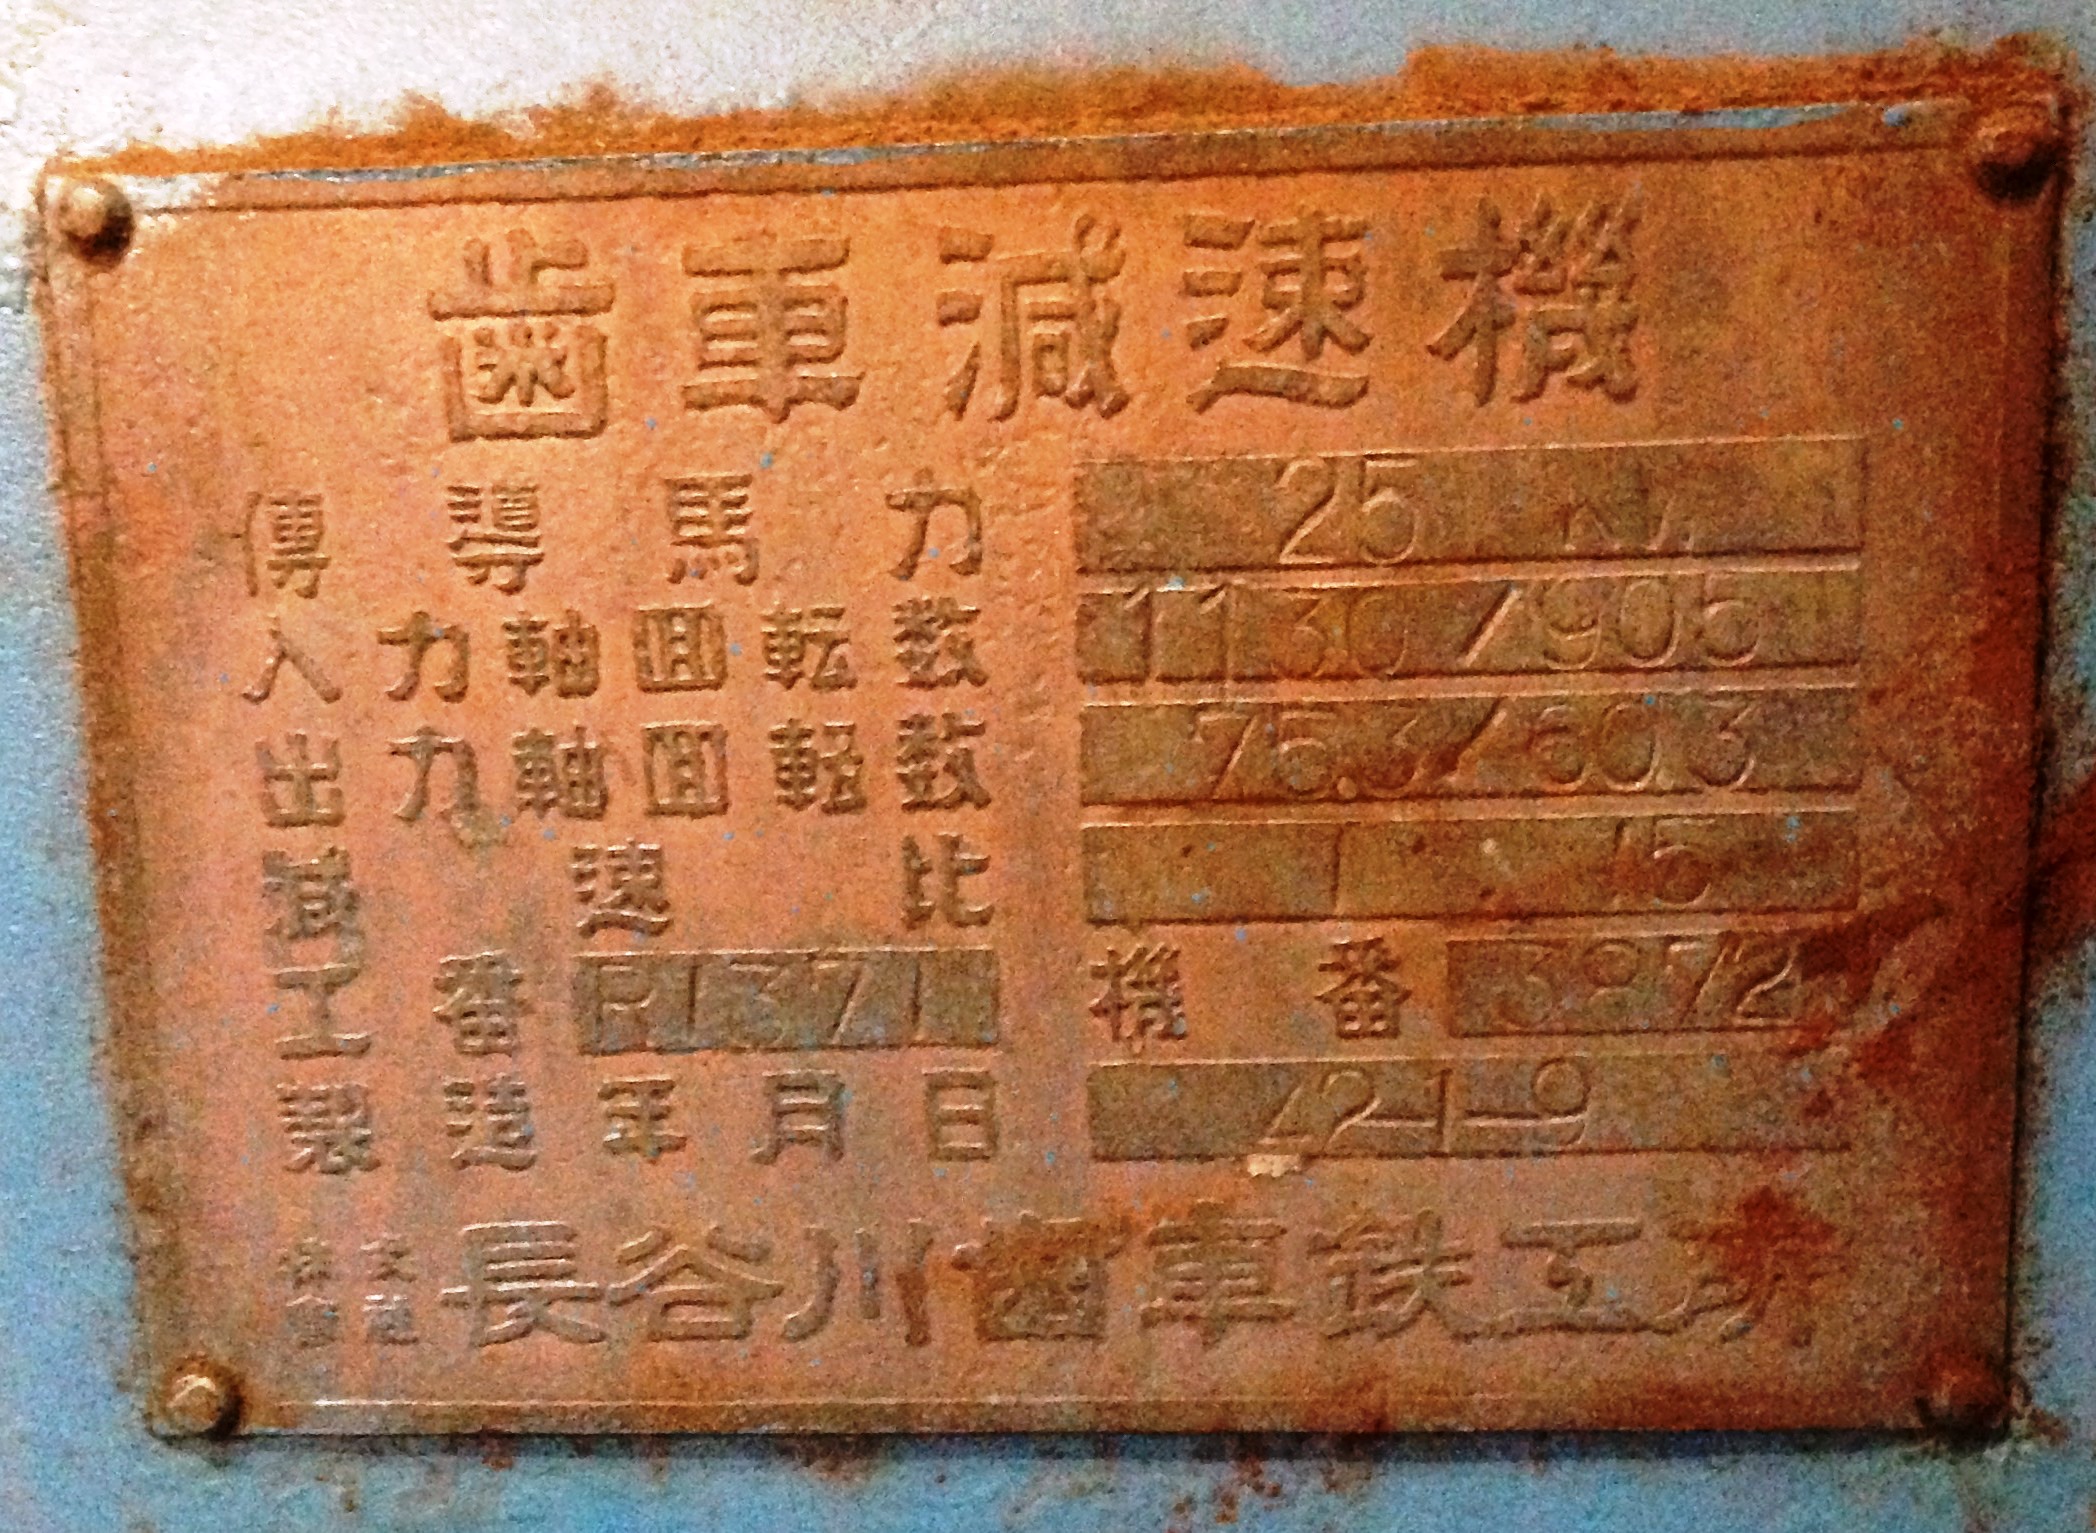 歯車減速機
傳導馬力 25 KW
入力軸回転数 1130/905
出力軸回転数 75.3/60.3
減速比 1 : 15
工番 R1371 機番 3872
製造年月日 42-1-9
株式會社 長谷川齒車鉄工所